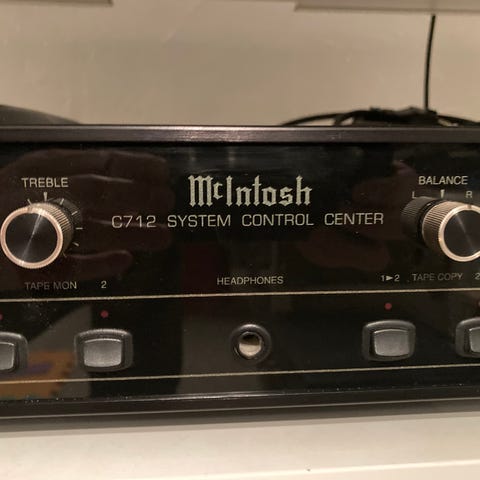 TREBLE
McIntosh
BALANCE
L R
C712 SYSTEM CONTROL CENTER
TAPE MON 2
HEADPHONES
1►2 TAPE COPY 2